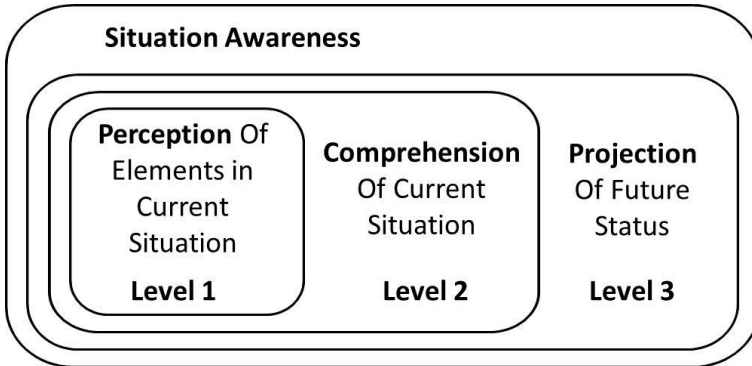 Situation Awareness
Perception Of
Elements in
Current
Situation
Level 1
Comprehension
Of Current
Situation
Level 2
Projection
Of Future
Status
Level 3